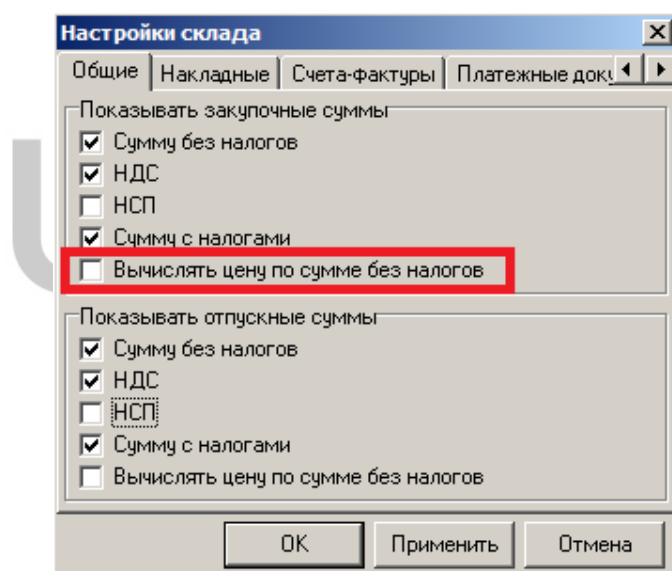 Настройки склада
Общие Накладные Счета-фактуры Платежные доку
Показывать закупочные суммы
Сумму без налогов
НДС
НСП
Сумму с налогами
Вычислять цену по сумме без налогов
Показывать отпускные суммы
Сумму без налогов
НДС
НСП
Сумму с налогами
Вычислять цену по сумме без налогов
OK Применить Отмена